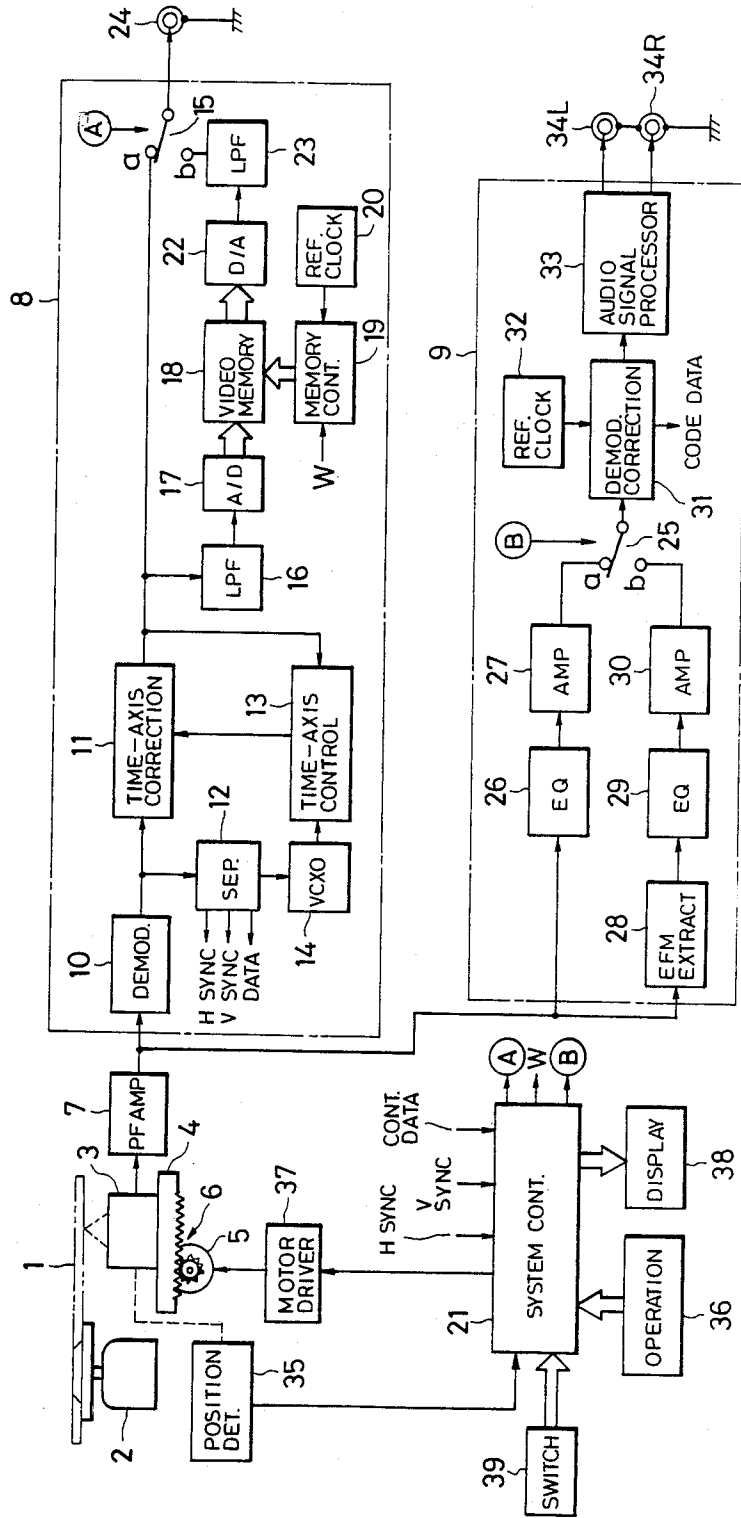 1
2
3
4
5
6
7
PF AMP
35
POSITION
DET.
37
MOTOR
DRIVER
8
10
DEMOD.
11
TIME-AXIS
CORRECTION
12
SEP.
H SYNC
V SYNC
DATA
13
TIME-AXIS
CONTROL
14
VCXO
16
LPF
17
A/D
18
VIDEO
MEMORY
W
MEMORY
CONT.
19
REF.
CLOCK
20
22
D/A
LPF
23
a
b
A
15
24
21
SYSTEM CONT.
H SYNC
V
SYNC
CONT.
DATA
A
W
B
39
SWITCH
OPERATION
36
DISPLAY
38
9
26
EQ
27
AMP
28
EFM
EXTRACT
29
EQ
30
AMP
a
b
B
25
31
DEMOD.
CORRECTION
CODE DATA
32
REF.
CLOCK
33
AUDIO
SIGNAL
PROCESSOR
34L
34R